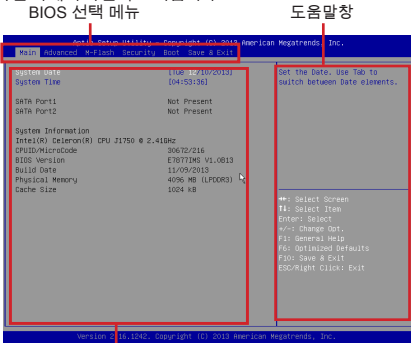 BIOS 선택 메뉴
도움말창
Aptio Setup Utility - Copyright (C) 2013 American Megatrends, Inc.
Main Advanced M-Flash Security Boot Save & Exit
System Date [Tue 12/10/2013]
System Time [04:53:36]
SATA Port1 Not Present
SATA Port2 Not Present
System Information
Intel(R) Celeron(R) CPU J1750 @ 2.41GHz
CPUID/MicroCode 30672/216
BIOS Version E7877IMS V1.0B13
Build Date 11/09/2013
Physical Memory 4096 MB (LPDDR3)
Cache Size 1024 kB
Set the Date. Use Tab to
switch between Date elements.
→←: Select Screen
↑↓: Select Item
Enter: Select
+/-: Change Opt.
F1: General Help
F6: Optimized Defaults
F10: Save & Exit
ESC/Right Click: Exit
Version 2.16.1242. Copyright (C) 2013 American Megatrends, Inc.